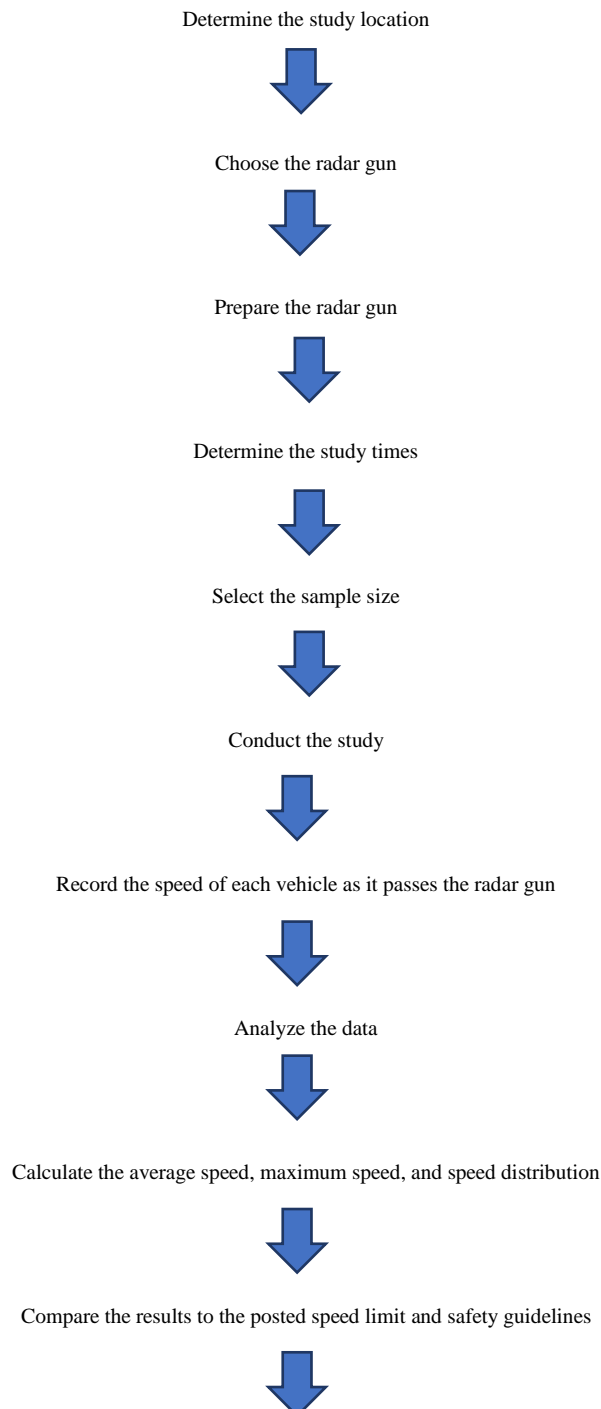 Determine the study location
Choose the radar gun
Prepare the radar gun
Determine the study times
Select the sample size
Conduct the study
Record the speed of each vehicle as it passes the radar gun
Analyze the data
Calculate the average speed, maximum speed, and speed distribution
Compare the results to the posted speed limit and safety guidelines